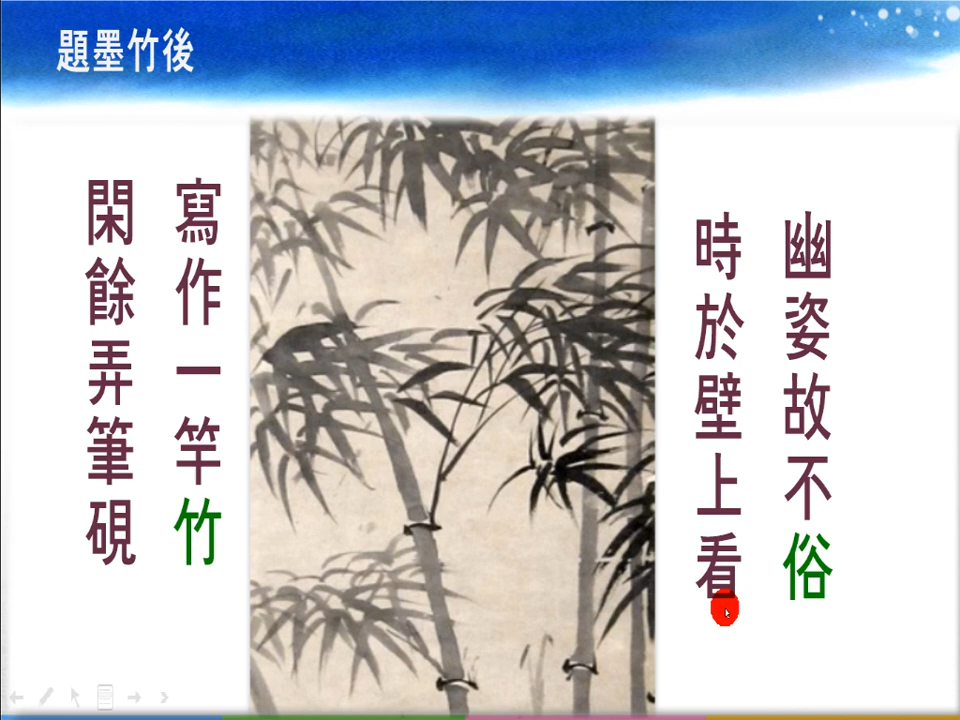 題墨竹後
閑餘弄筆硯
寫作一竿竹
時於壁上看
幽姿故不俗